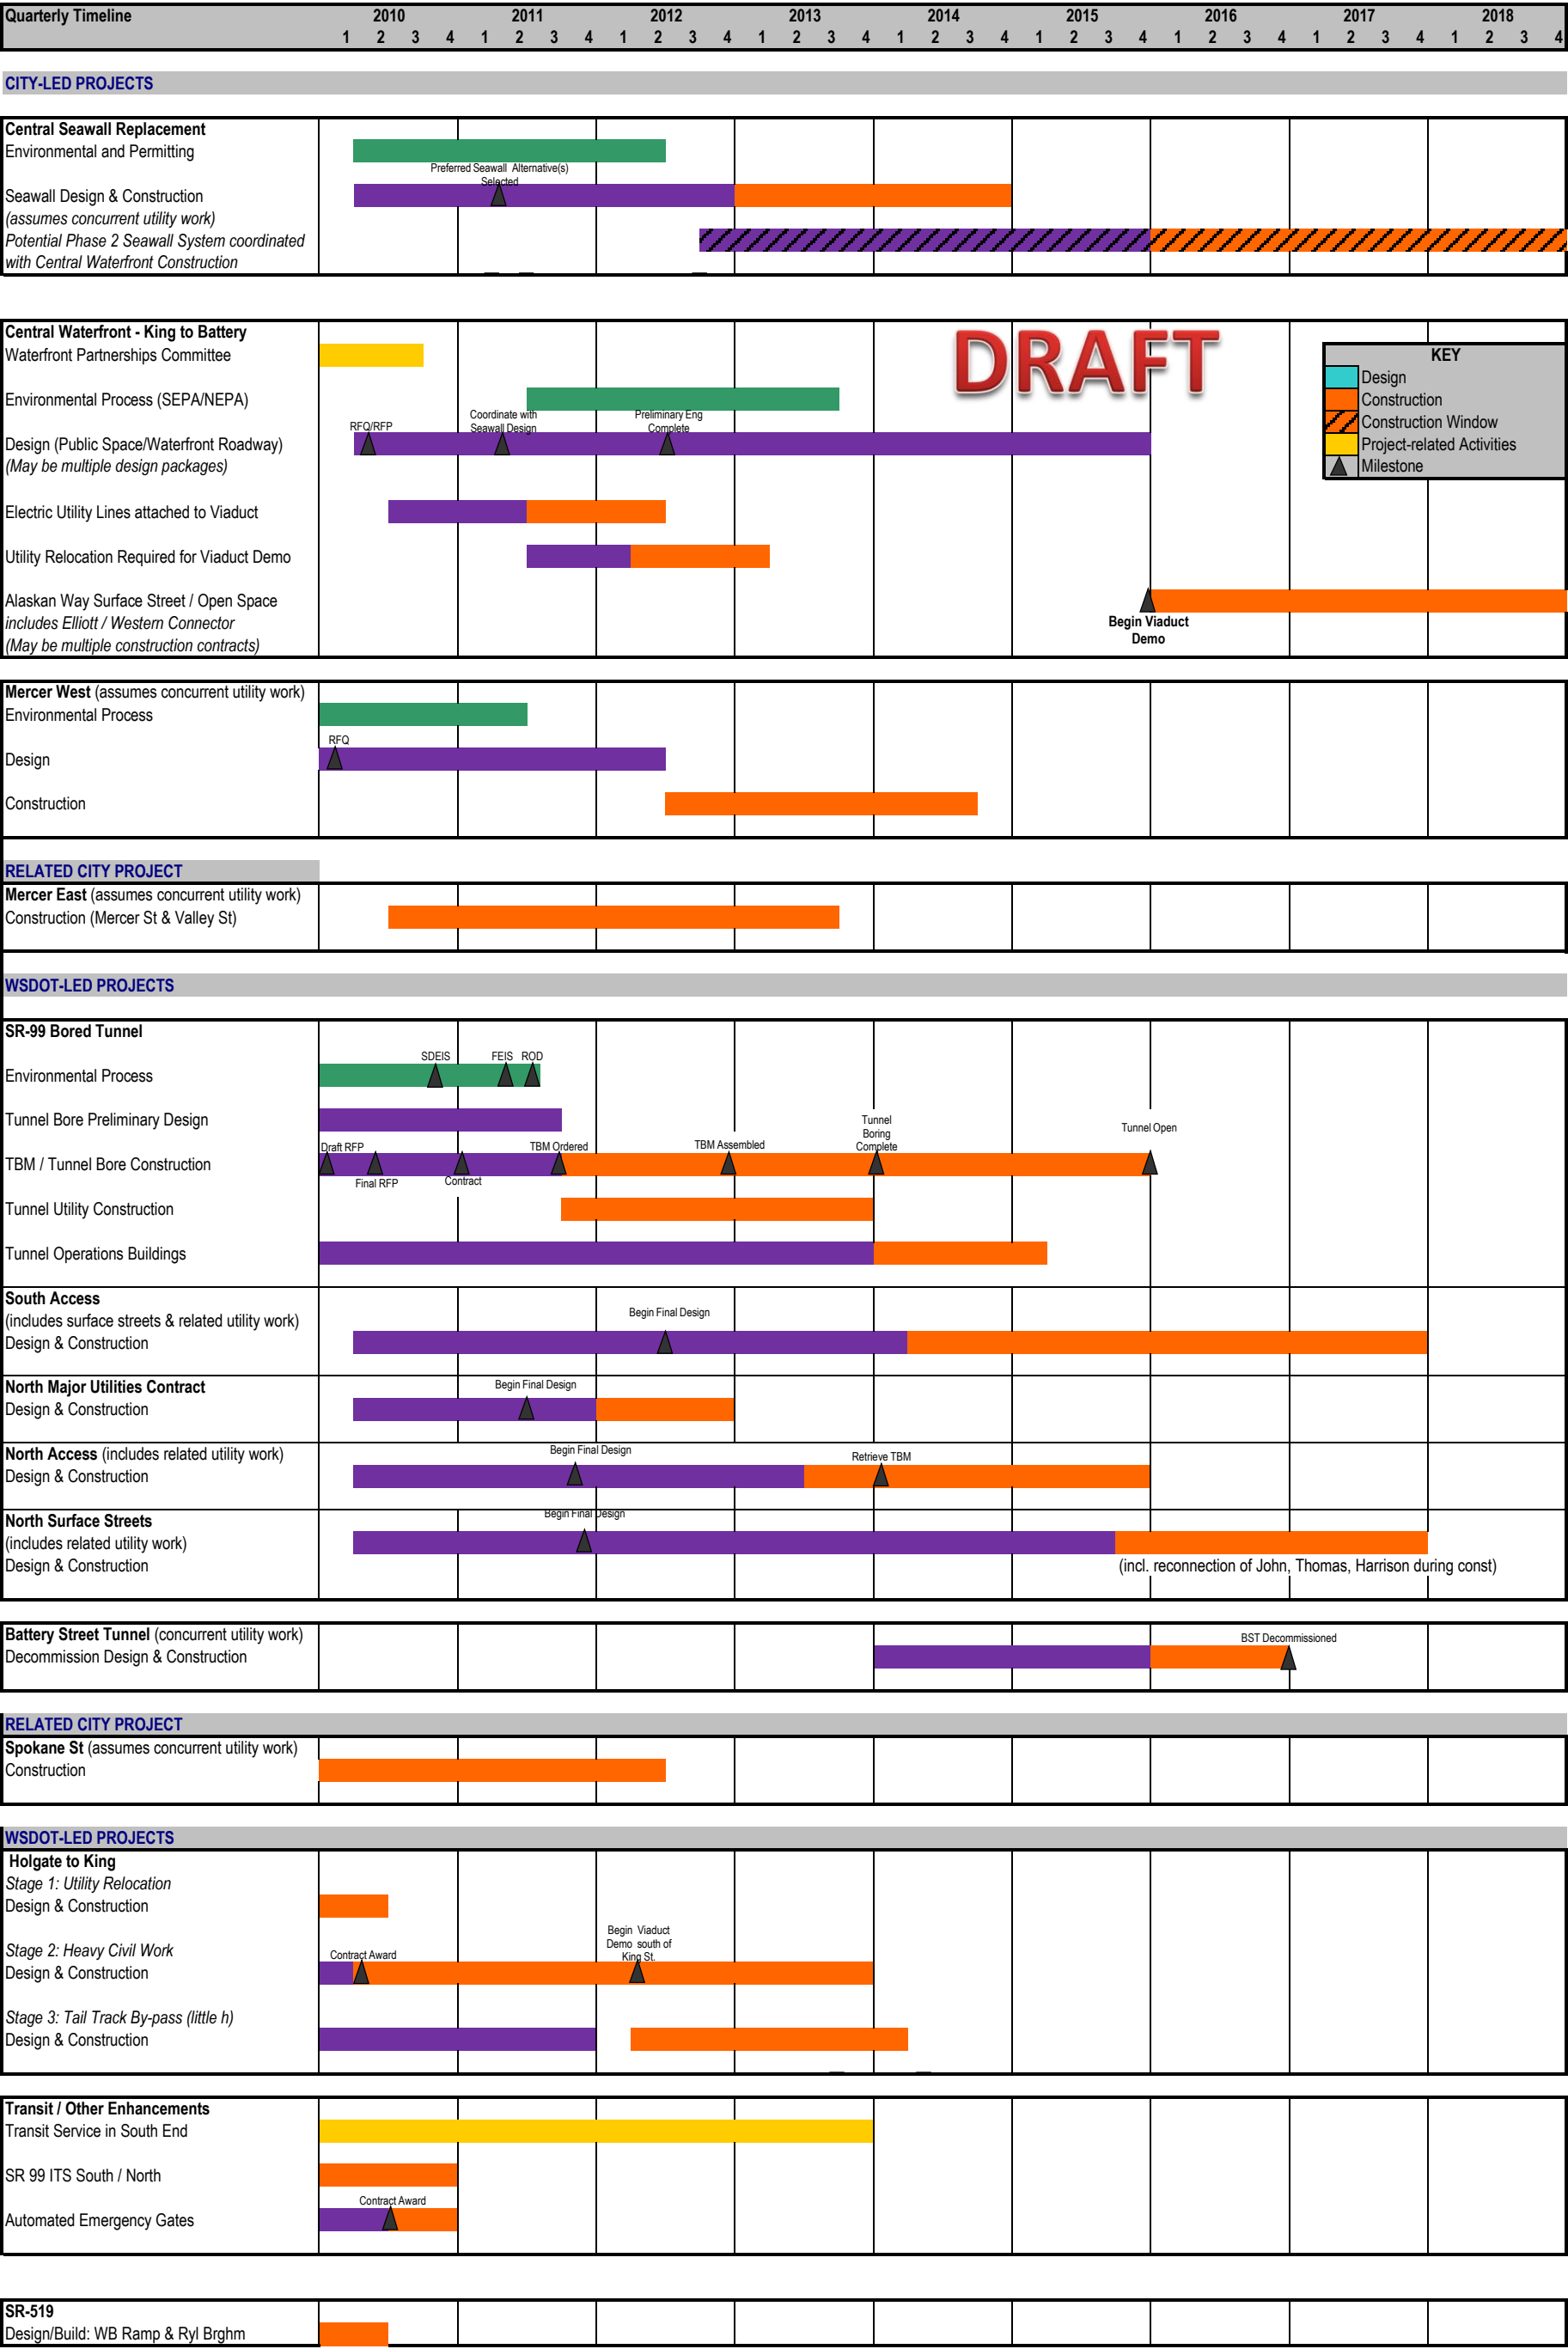 Quarterly Timeline 2010 2011 2012 2013 2014 2015 2016 2017 2018
1 2 3 4 1 2 3 4 1 2 3 4 1 2 3 4 1 2 3 4 1 2 3 4 1 2 3 4 1 2 3 4 1 2 3 4
CITY-LED PROJECTS
Central Seawall Replacement
Environmental and Permitting
Preferred Seawall Alternative(s)
Selected
Seawall Design & Construction
(assumes concurrent utility work)
Potential Phase 2 Seawall System coordinated
with Central Waterfront Construction
Central Waterfront - King to Battery
DRAFT
Waterfront Partnerships Committee
KEY
Design
Construction
Construction Window
Project-related Activities
Milestone
Environmental Process (SEPA/NEPA)
RFQ/RFP
Coordinate with
Seawall Design
Preliminary Eng
Complete
Design (Public Space/Waterfront Roadway)
(May be multiple design packages)
Electric Utility Lines attached to Viaduct
Utility Relocation Required for Viaduct Demo
Alaskan Way Surface Street / Open Space
includes Elliott / Western Connector
(May be multiple construction contracts)
Begin Viaduct
Demo
Mercer West (assumes concurrent utility work)
Environmental Process
RFQ
Design
Construction
RELATED CITY PROJECT
Mercer East (assumes concurrent utility work)
Construction (Mercer St & Valley St)
WSDOT-LED PROJECTS
SR-99 Bored Tunnel
SDEIS FEIS ROD
Environmental Process
Tunnel Bore Preliminary Design
Tunnel
Boring
Complete
Tunnel Open
Draft RFP
TBM Ordered
TBM Assembled
TBM / Tunnel Bore Construction
Final RFP
Contract
Tunnel Utility Construction
Tunnel Operations Buildings
South Access
(includes surface streets & related utility work)
Begin Final Design
Design & Construction
North Major Utilities Contract
Begin Final Design
Design & Construction
North Access (includes related utility work)
Begin Final Design
Retrieve TBM
Design & Construction
North Surface Streets
Begin Final Design
(includes related utility work)
Design & Construction
(incl. reconnection of John, Thomas, Harrison during const)
Battery Street Tunnel (concurrent utility work)
BST Decommissioned
Decommission Design & Construction
RELATED CITY PROJECT
Spokane St (assumes concurrent utility work)
Construction
WSDOT-LED PROJECTS
Holgate to King
Stage 1: Utility Relocation
Design & Construction
Begin Viaduct
Demo south of
King St.
Stage 2: Heavy Civil Work
Contract Award
Design & Construction
Stage 3: Tail Track By-pass (little h)
Design & Construction
Transit / Other Enhancements
Transit Service in South End
SR 99 ITS South / North
Contract Award
Automated Emergency Gates
SR-519
Design/Build: WB Ramp & Ryl Brghm